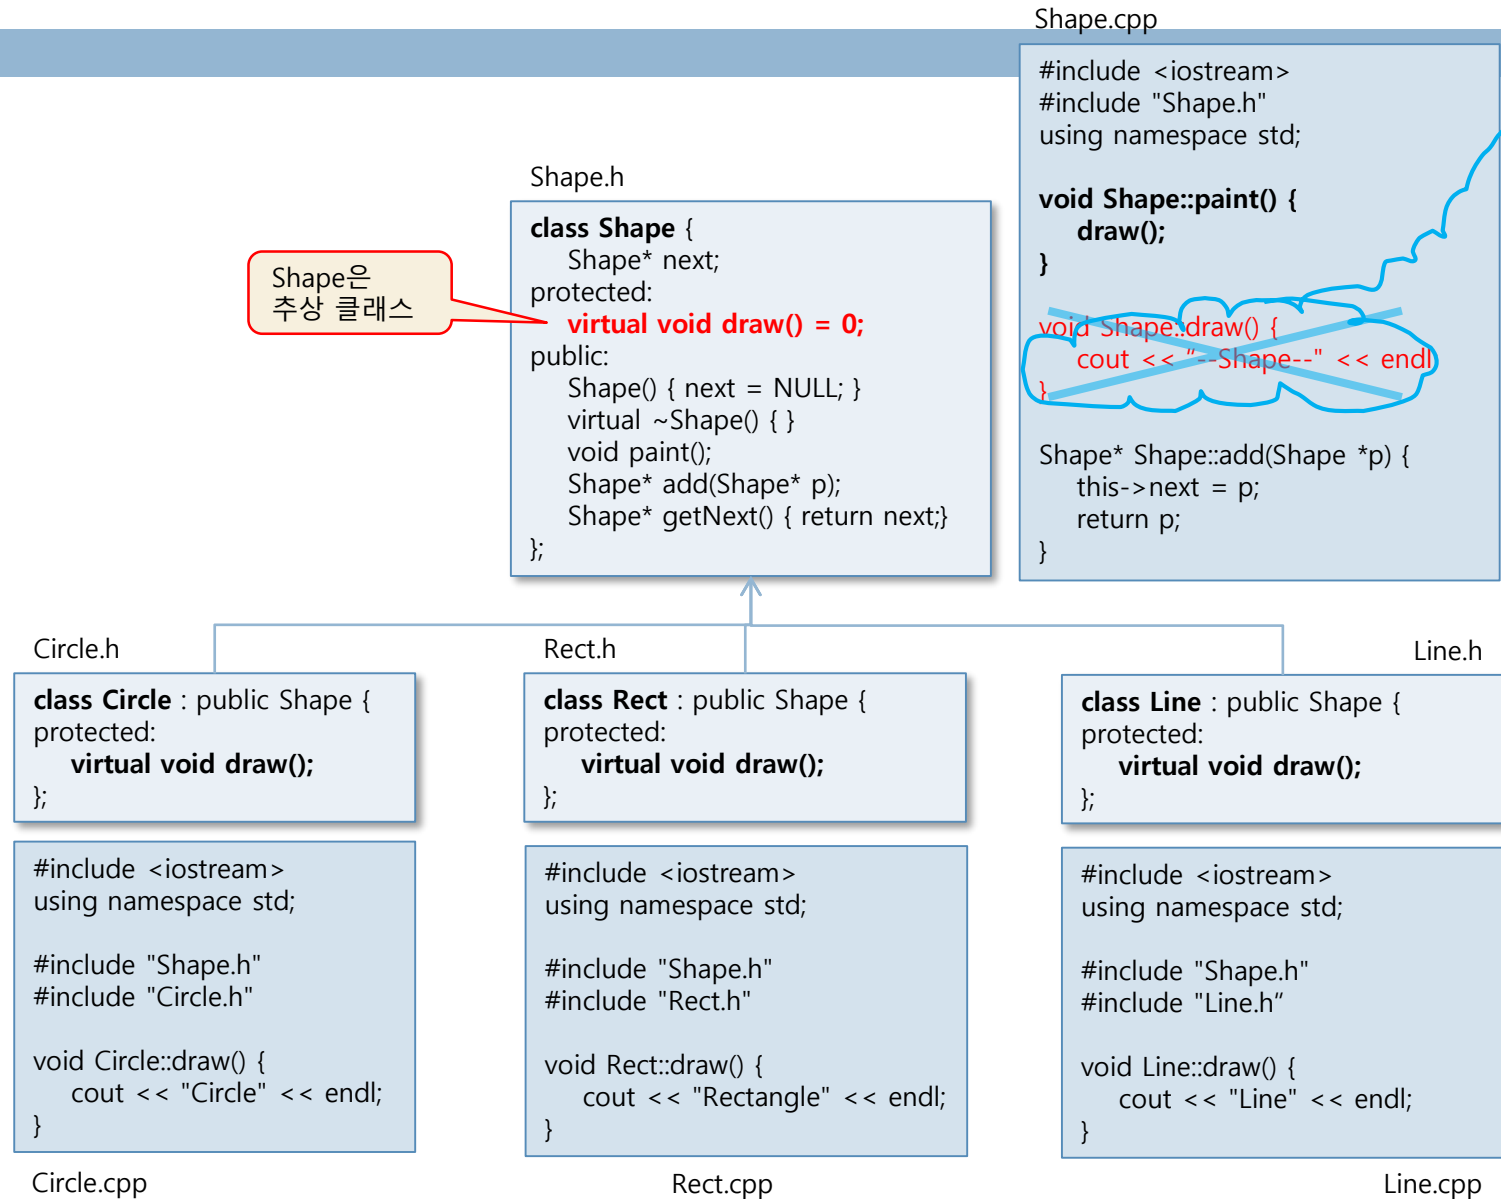 Shape.cpp
#include <iostream>
#include "Shape.h"
using namespace std;
void Shape::paint() {
draw();
}
void Shape::draw() {
cout << “--Shape--" << endl
}
Shape* Shape::add(Shape *p) {
this->next = p;
return p;
}
Shape.h
class Shape {
Shape* next;
protected:
virtual void draw() = 0;
public:
Shape() { next = NULL; }
virtual ~Shape() { }
void paint();
Shape* add(Shape* p);
Shape* getNext() { return next;}
};
Shape은
추상 클래스
Circle.h
class Circle : public Shape {
protected:
virtual void draw();
};
#include <iostream>
using namespace std;
#include "Shape.h"
#include "Circle.h"
void Circle::draw() {
cout << "Circle" << endl;
}
Circle.cpp
Rect.h
class Rect : public Shape {
protected:
virtual void draw();
};
#include <iostream>
using namespace std;
#include "Shape.h"
#include "Rect.h"
void Rect::draw() {
cout << "Rectangle" << endl;
}
Rect.cpp
Line.h
class Line : public Shape {
protected:
virtual void draw();
};
#include <iostream>
using namespace std;
#include "Shape.h"
#include "Line.h“
void Line::draw() {
cout << "Line" << endl;
}
Line.cpp